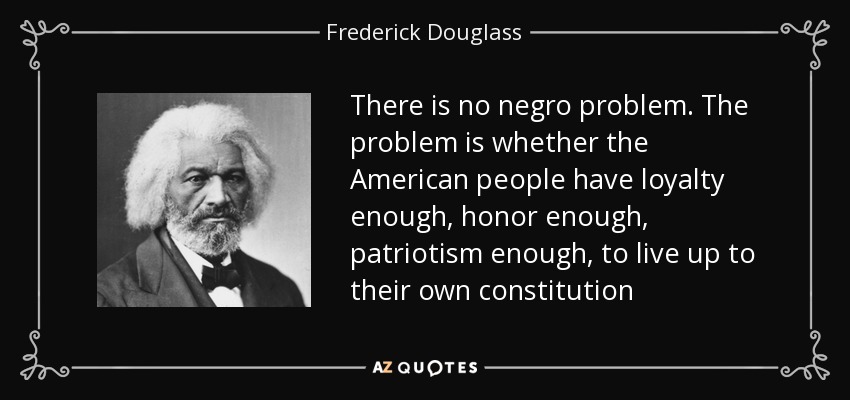 Frederick Douglass
There is no negro problem. The
problem is whether the
American people have loyalty
enough, honor enough,
patriotism enough, to live up to
their own constitution
AZ QUOTES